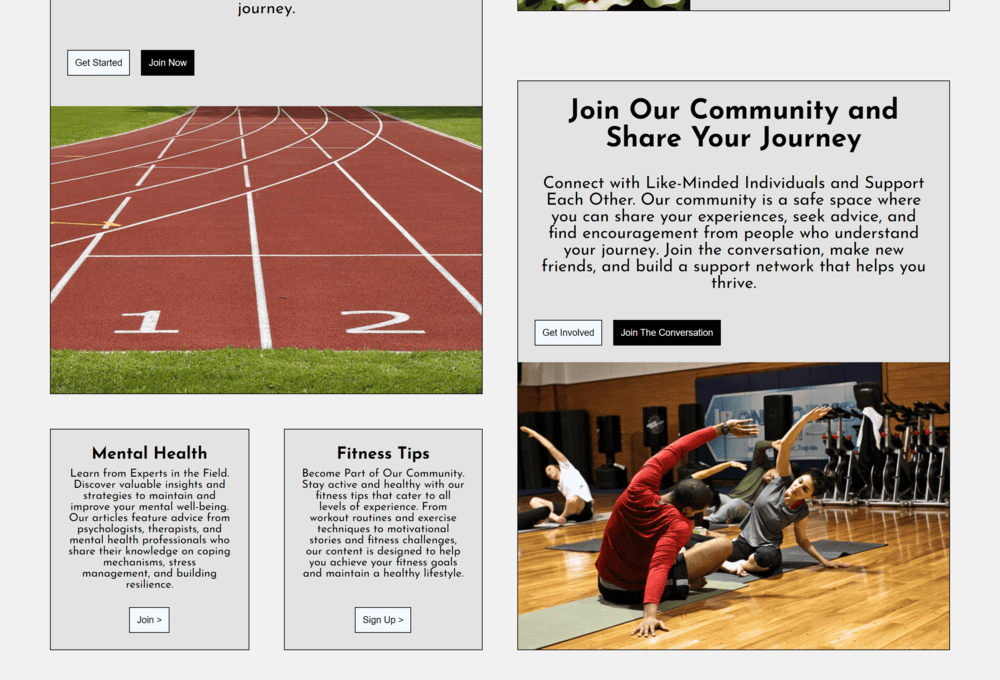 journey.
Get Started
Join Now
1 2
Mental Health
Learn from Experts in the Field.
Discover valuable insights and
strategies to maintain and
improve your mental well-being.
Our articles feature advice from
psychologists, therapists, and
mental health professionals who
share their knowledge on coping
mechanisms, stress
management, and building
resilience.
Join >
Fitness Tips
Become Part of Our Community.
Stay active and healthy with our
fitness tips that cater to all
levels of experience. From
workout routines and exercise
techniques to motivational
stories and fitness challenges,
our content is designed to help
you achieve your fitness goals
and maintain a healthy lifestyle.
Sign Up >
Join Our Community and
Share Your Journey
Connect with Like-Minded Individuals and Support
Each Other. Our community is a safe space where
you can share your experiences, seek advice, and
find encouragement from people who understand
your journey. Join the conversation, make new
friends, and build a support network that helps you
thrive.
Get Involved
Join The Conversation